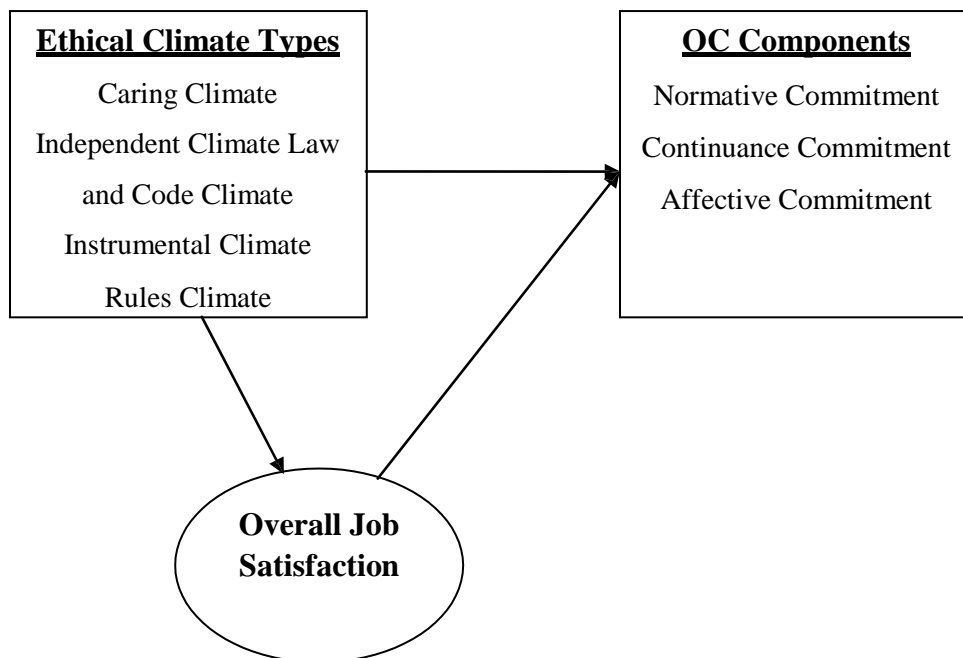 Ethical Climate Types
Caring Climate
Independent Climate Law
and Code Climate
Instrumental Climate
Rules Climate
OC Components
Normative Commitment
Continuance Commitment
Affective Commitment
Overall Job
Satisfaction